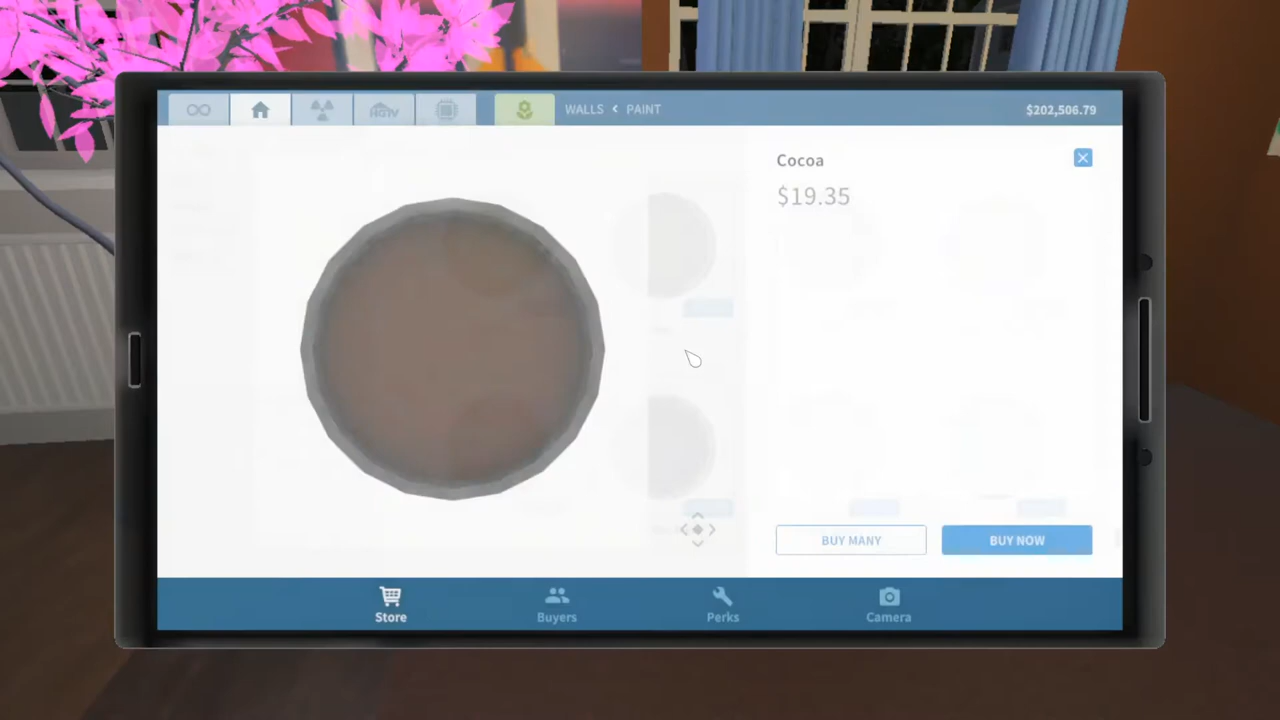 HGTV
WALLS < PAINT
$202,506.79
Cocoa
$19.35
BUY MANY
BUY NOW
Store
Buyers
Perks
Camera